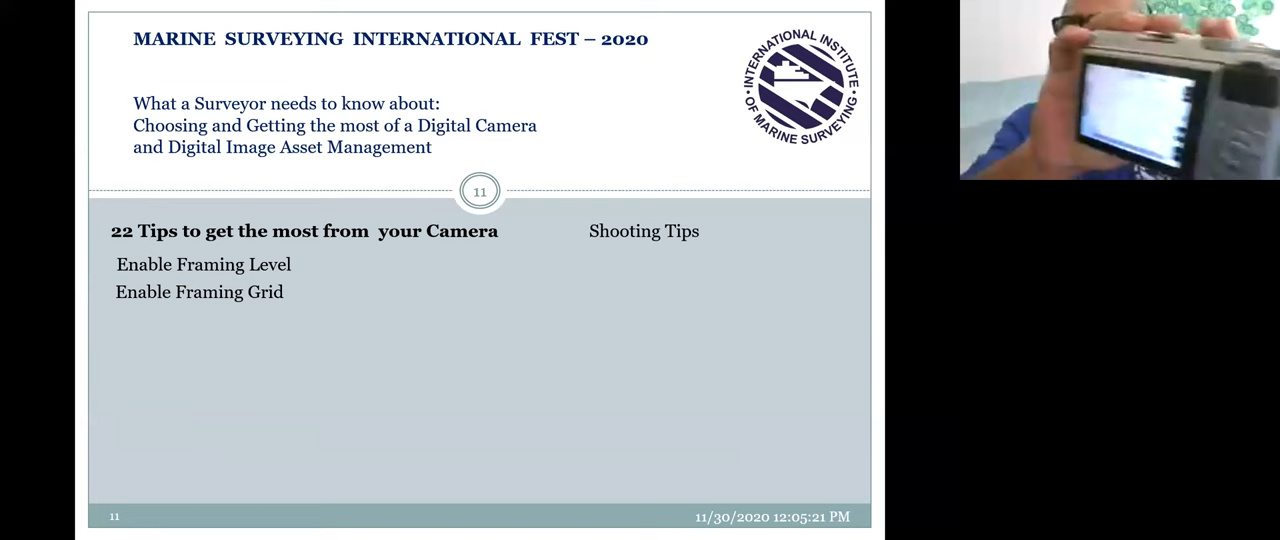 MARINE SURVEYING INTERNATIONAL FEST – 2020
INTERNATIONAL INSTITUTE
• OF MARINE SURVEYING •
What a Surveyor needs to know about:
Choosing and Getting the most of a Digital Camera
and Digital Image Asset Management
11
22 Tips to get the most from your Camera
Shooting Tips
Enable Framing Level
Enable Framing Grid
11
11/30/2020 12:05:21 PM